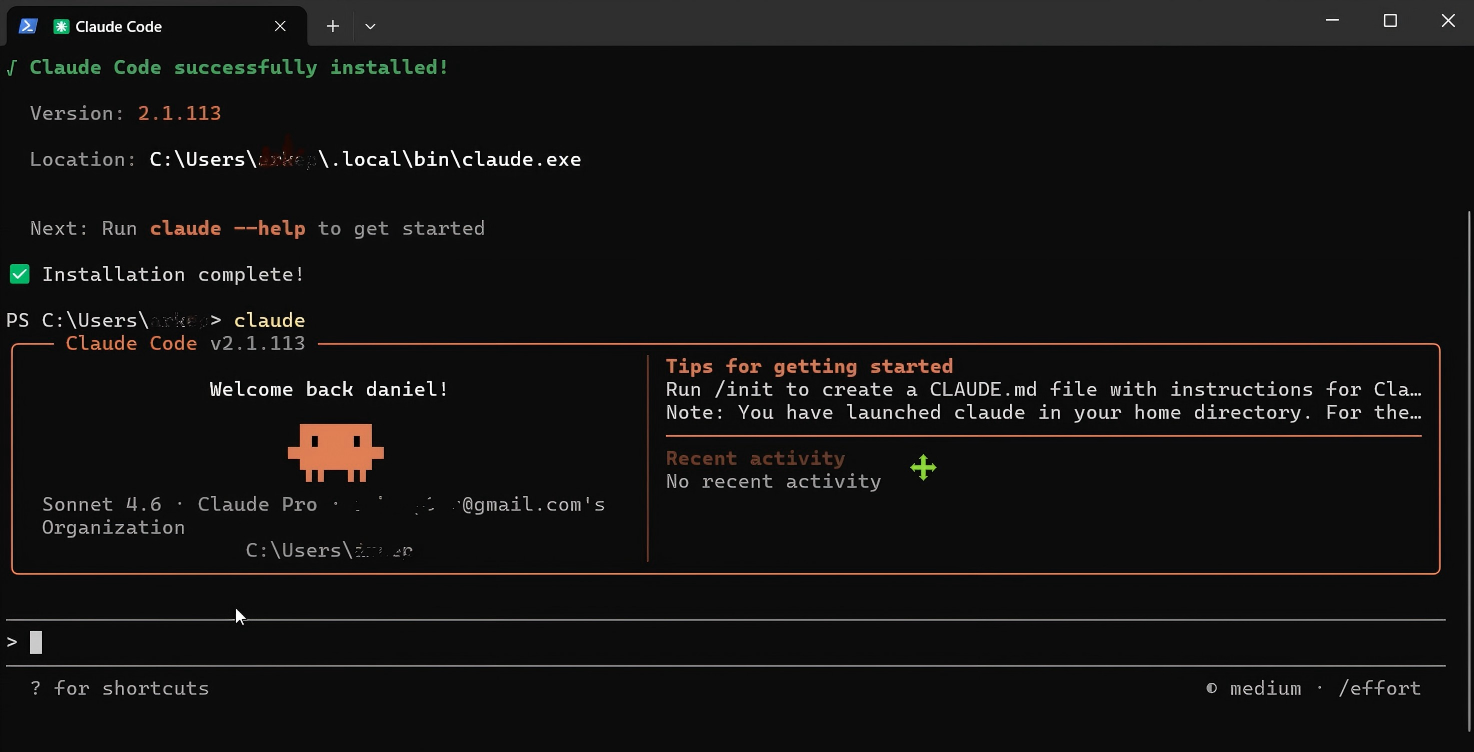 Claude Code
√ Claude Code successfully installed!
Version: 2.1.113
Location: C:\Users\ \.local\bin\claude.exe
Next: Run claude --help to get started
✅ Installation complete!
PS C:\Users\ > claude
Claude Code v2.1.113
Welcome back daniel!
Sonnet 4.6 · Claude Pro · @gmail.com's
Organization
C:\Users\
Tips for getting started
Run /init to create a CLAUDE.md file with instructions for Cla…
Note: You have launched claude in your home directory. For the…
Recent activity
No recent activity
>
? for shortcuts
◐ medium · /effort